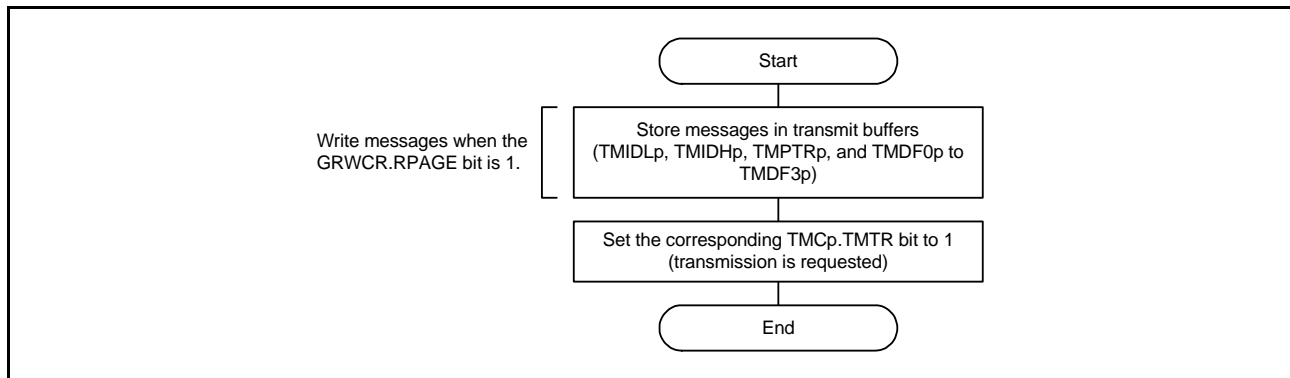 Start
Write messages when the
GRWCR.RPAGE bit is 1.
Store messages in transmit buffers
(TMIDLp, TMIDHp, TMPTRp, and TMDF0p to
TMDF3p)
Set the corresponding TMCp.TMTR bit to 1
(transmission is requested)
End